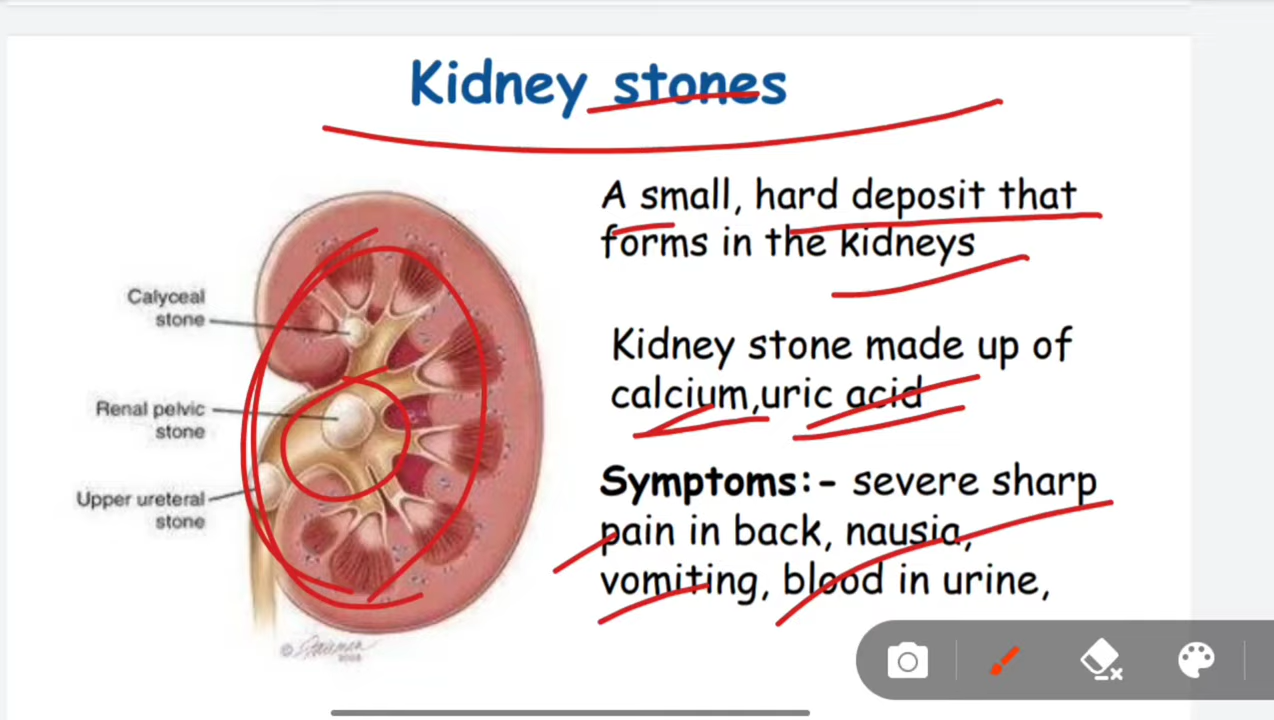 Kidney stones
A small, hard deposit that
forms in the kidneys
Calyceal
stone
Kidney stone made up of
calcium,uric acid
Renal pelvic
stone
Symptoms:- severe sharp
Upper ureteral
stone
pain in back, nausia,
vomiting, blood in urine,